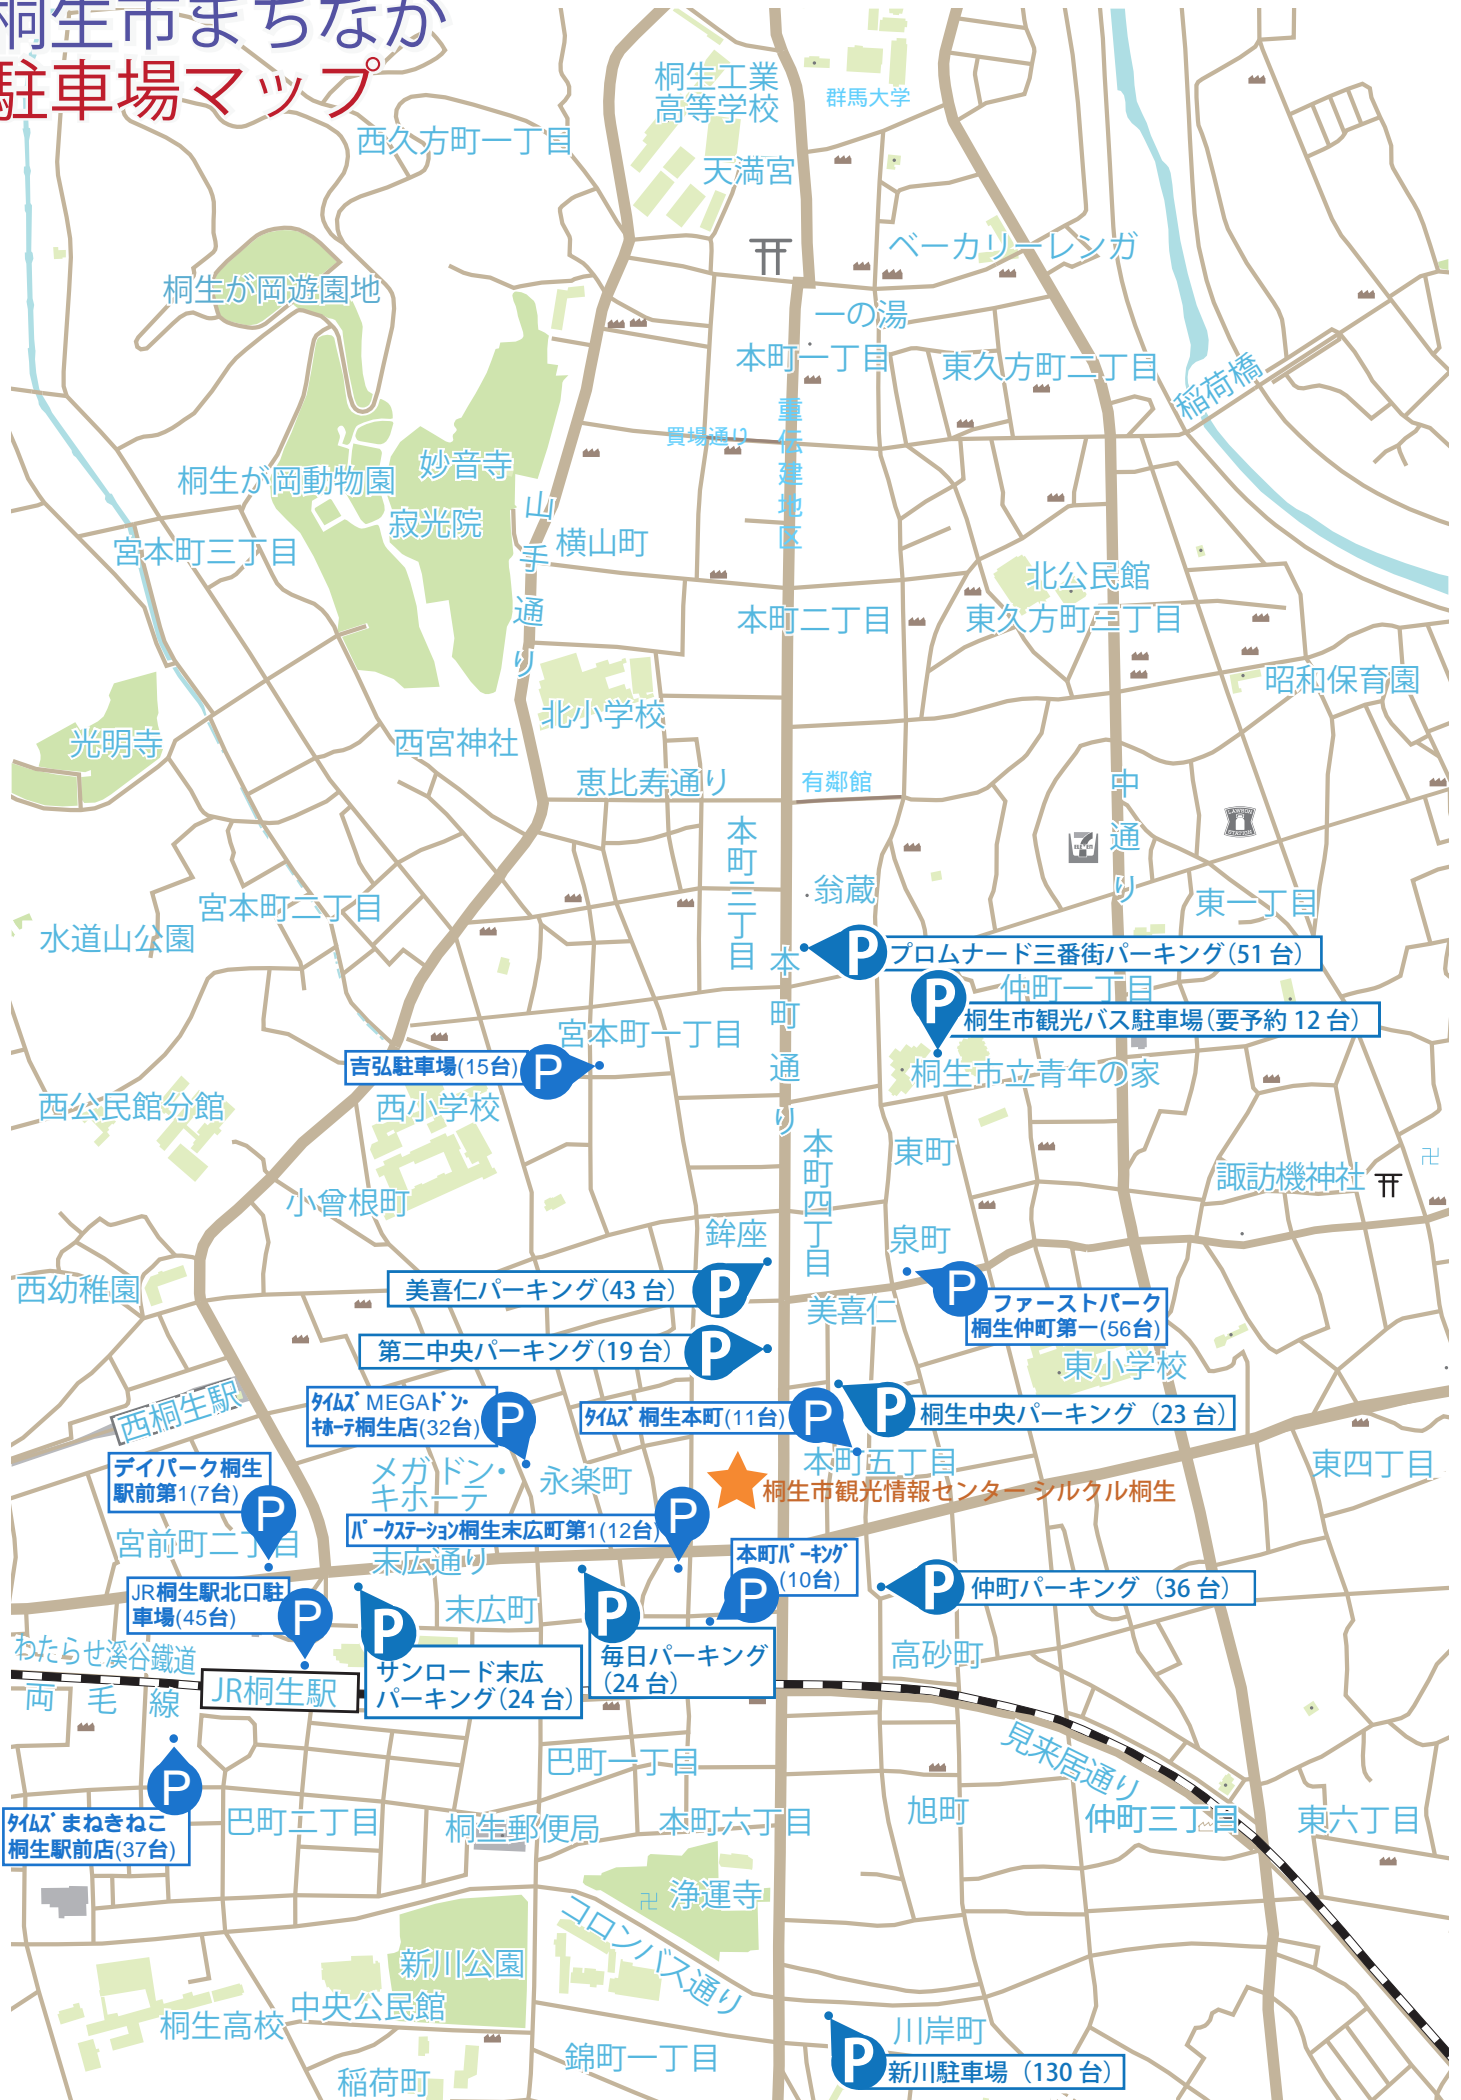 桐生市まちなか
駐車場マップ
桐生工業
高等学校
群馬大学
西久方町一丁目
天満宮
ベーカリーレンガ
桐生が岡遊園地
一の湯
本町一丁目
東久方町二丁目
稲荷橋
重伝建地区
買場通り
妙音寺
桐生が岡動物園
山手通り
寂光院
横山町
宮本町三丁目
北公民館
本町二丁目
東久方町三丁目
昭和保育園
北小学校
光明寺
西宮神社
恵比寿通り
有鄰館
中通り
本町三丁目
翁蔵
宮本町二丁目
東一丁目
水道山公園
本町通り
P
プロムナード三番街パーキング(51 台)
仲町一丁目
P
桐生市観光バス駐車場(要予約 12 台)
宮本町一丁目
吉弘駐車場(15台)
P
桐生市立青年の家
西公民館分館
西小学校
本町四丁目
東町
諏訪機神社
小曾根町
鉾座
泉町
西幼稚園
美喜仁パーキング(43 台)
P
P
ファーストパーク
桐生仲町第一(56台)
美喜仁
第二中央パーキング(19 台)
P
東小学校
西桐生駅
タイムズ MEGAドン・
キホーテ桐生店(32台)
P
タイムズ 桐生本町(11台)
P
P
桐生中央パーキング (23 台)
本町五丁目
東四丁目
デイパーク桐生
駅前第1(7台)
P
メガ ドン・
キホーテ
永楽町
桐生市観光情報センター シルクル桐生
パークステーション桐生末広町第1(12台)
P
宮前町二丁目
末広通り
本町パーキング
(10台)
P
JR桐生駅北口駐
車場(45台)
P
P
末広町
P
P
仲町パーキング (36 台)
わたらせ渓谷鐵道
サンロード末広
パーキング(24 台)
毎日パーキング
(24 台)
高砂町
JR桐生駅
両毛線
見来居通り
巴町一丁目
P
タイムズ まねきねこ
桐生駅前店(37台)
巴町二丁目
桐生郵便局
本町六丁目
旭町
仲町三丁目
東六丁目
浄運寺
コロンバス通り
新川公園
中央公民館
桐生高校
川岸町
錦町一丁目
P
新川駐車場 (130 台)
稲荷町